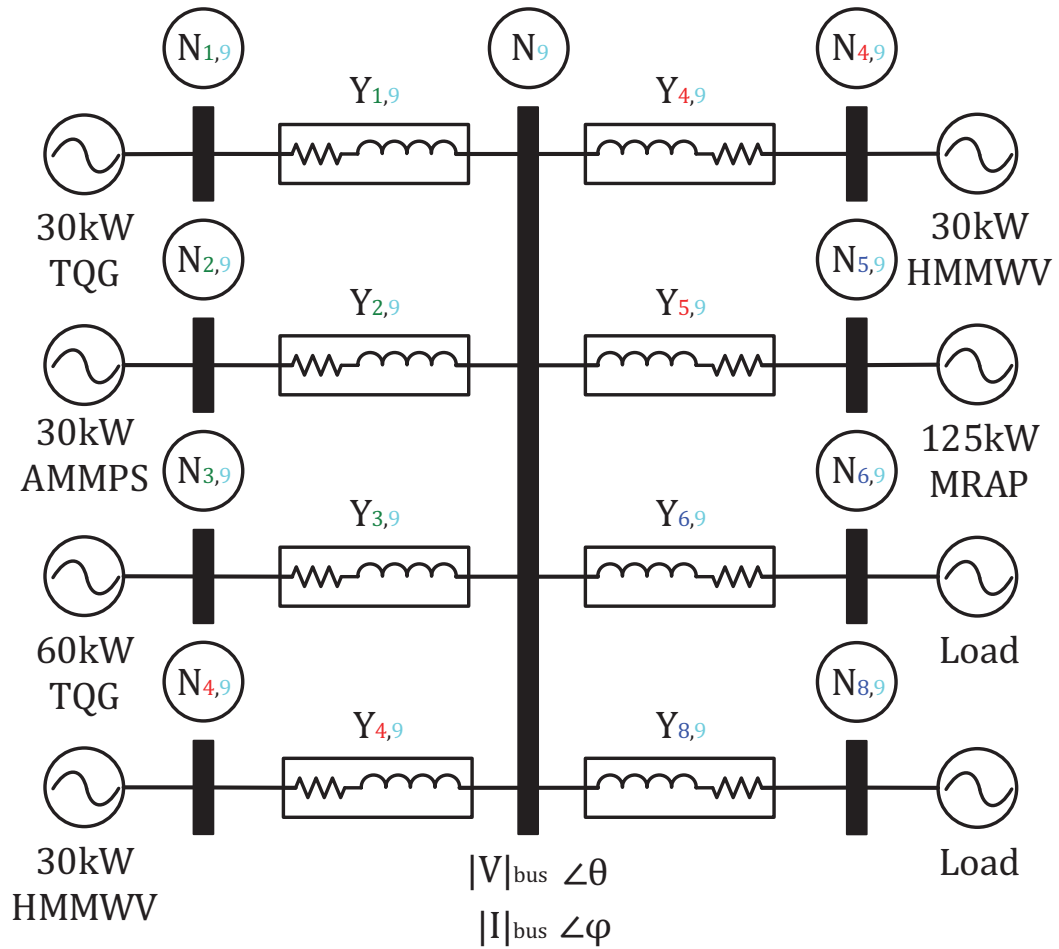 N1,9
N9
N4,9
Y1,9
Y4,9
30kW
TQG
30kW
HMMWV
N2,9
N5,9
Y2,9
Y5,9
30kW
AMMPS
125kW
MRAP
N3,9
N6,9
Y3,9
Y6,9
60kW
TQG
Load
N4,9
N8,9
Y4,9
Y8,9
30kW
HMMWV
Load
|V|bus ∠θ
|I|bus ∠φ